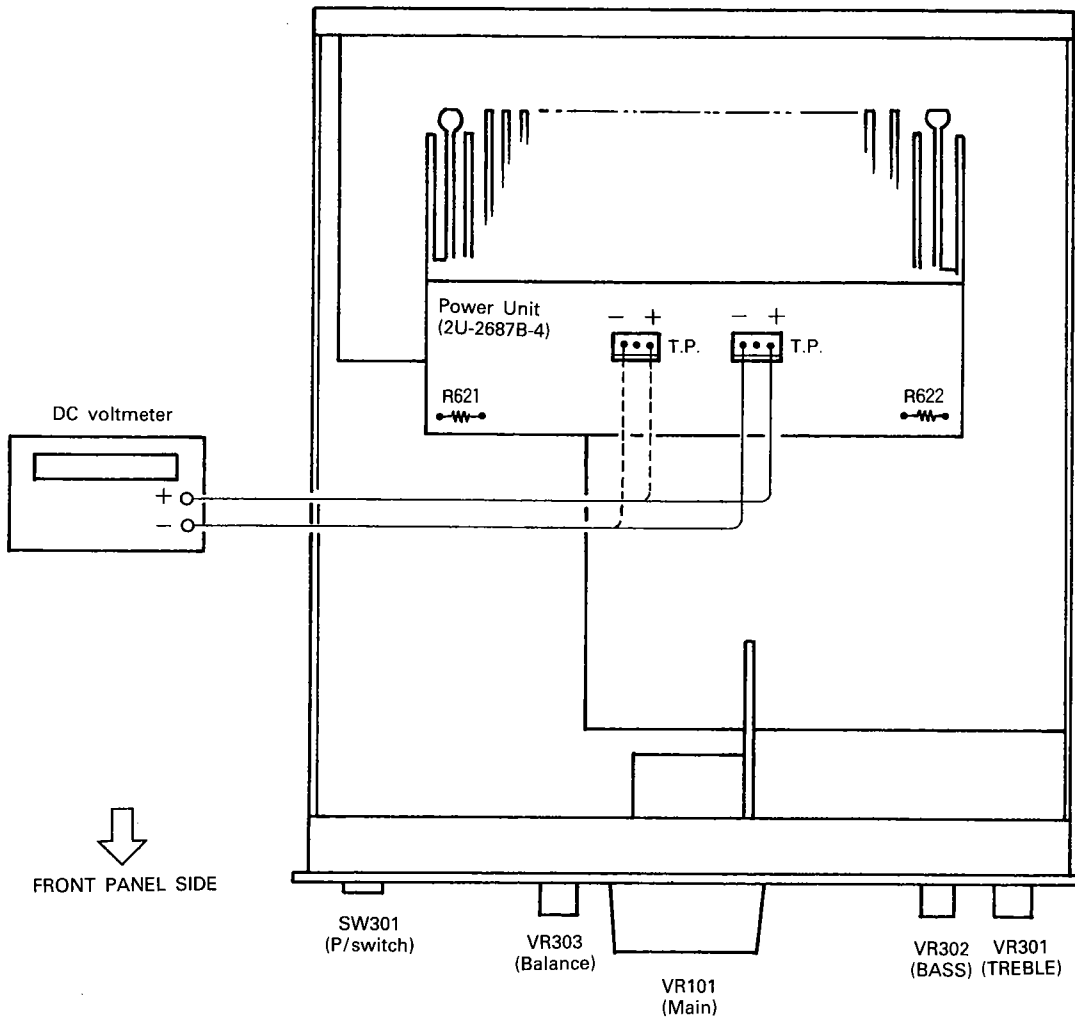 Power Unit
(2U-2687B-4)
− +
T.P.
− +
T.P.
R621
R622
DC voltmeter
+
−
FRONT PANEL SIDE
SW301
(P/switch)
VR303
(Balance)
VR101
(Main)
VR302
(BASS)
VR301
(TREBLE)